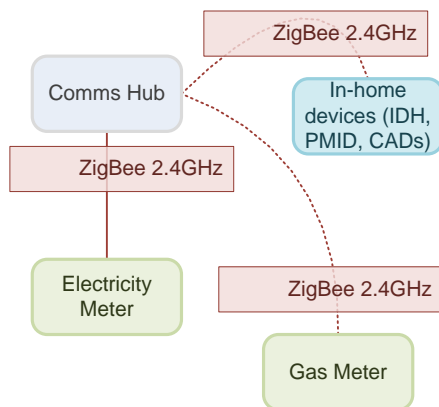 ZigBee 2.4GHz
Comms Hub
In-home
devices (IDH,
PMID, CADs)
ZigBee 2.4GHz
Electricity
Meter
ZigBee 2.4GHz
Gas Meter